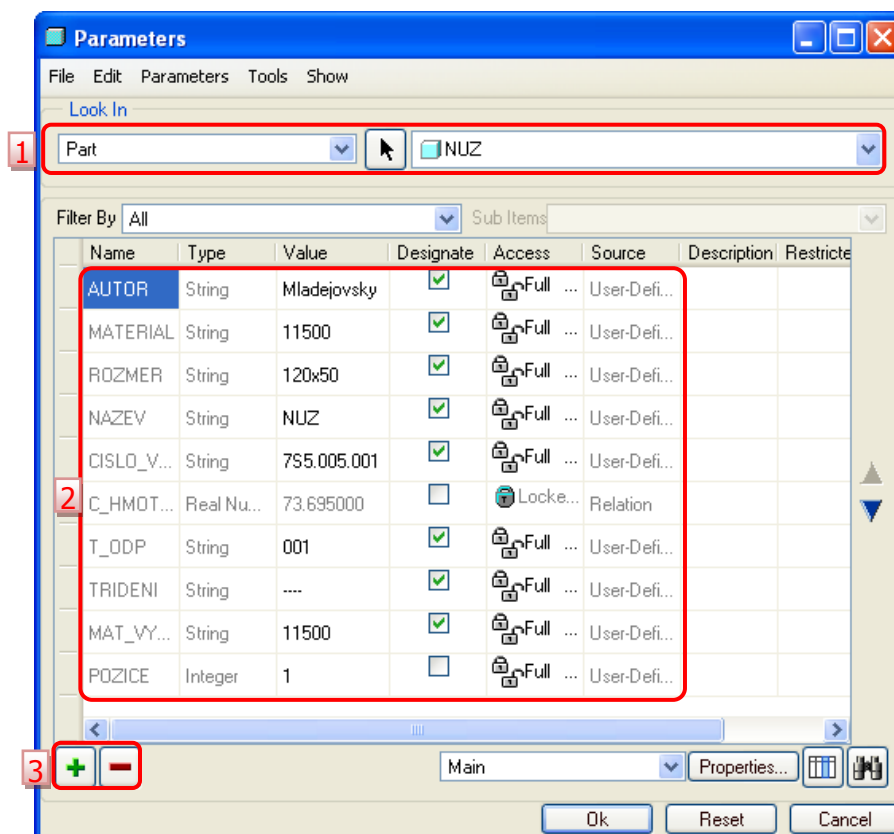 Parameters
File Edit Parameters Tools Show
Look In
1 Part NUZ
Filter By All Sub Items
Name Type Value Designate Access Source Description Restricte
AUTOR String Mladejovsky Full ... User-Defi...
MATERIAL String 11500 Full ... User-Defi...
ROZMER String 120x50 Full ... User-Defi...
NAZEV String NUZ Full ... User-Defi...
CISLO_V... String 7S5.005.001 Full ... User-Defi...
2 C_HMOT... Real Nu... 73.695000 Locke... Relation
T_ODP String 001 Full ... User-Defi...
TRIDENI String ---- Full ... User-Defi...
MAT_VY... String 11500 Full ... User-Defi...
POZICE Integer 1 Full ... User-Defi...
3 Main Properties...
Ok Reset Cancel